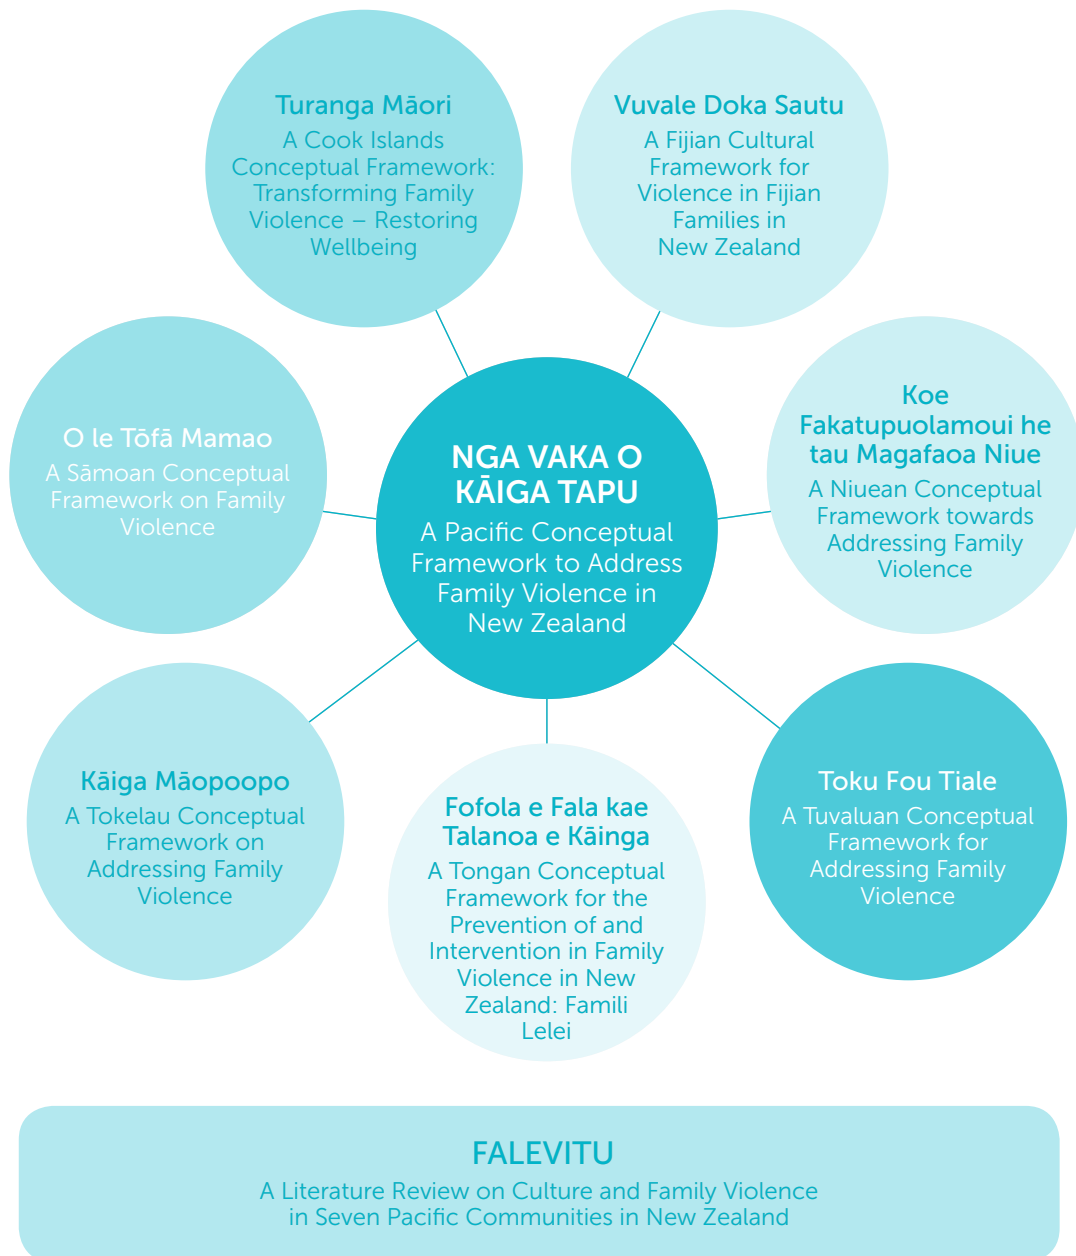 Turanga Māori
A Cook Islands
Conceptual Framework:
Transforming Family
Violence – Restoring
Wellbeing
Vuvale Doka Sautu
A Fijian Cultural
Framework for
Violence in Fijian
Families in
New Zealand
O le Tōfā Mamao
A Sāmoan Conceptual
Framework on Family
Violence
NGA VAKA O
KĀIGA TAPU
A Pacific Conceptual
Framework to Address
Family Violence in
New Zealand
Koe
Fakatupuolamoui he
tau Magafaoa Niue
A Niuean Conceptual
Framework towards
Addressing Family
Violence
Kāiga Māopoopo
A Tokelau Conceptual
Framework on
Addressing Family
Violence
Fofola e Fala kae
Talanoa e Kāinga
A Tongan Conceptual
Framework for the
Prevention of and
Intervention in Family
Violence in New
Zealand: Famili
Lelei
Toku Fou Tiale
A Tuvaluan Conceptual
Framework for
Addressing Family
Violence
FALEVITU
A Literature Review on Culture and Family Violence
in Seven Pacific Communities in New Zealand